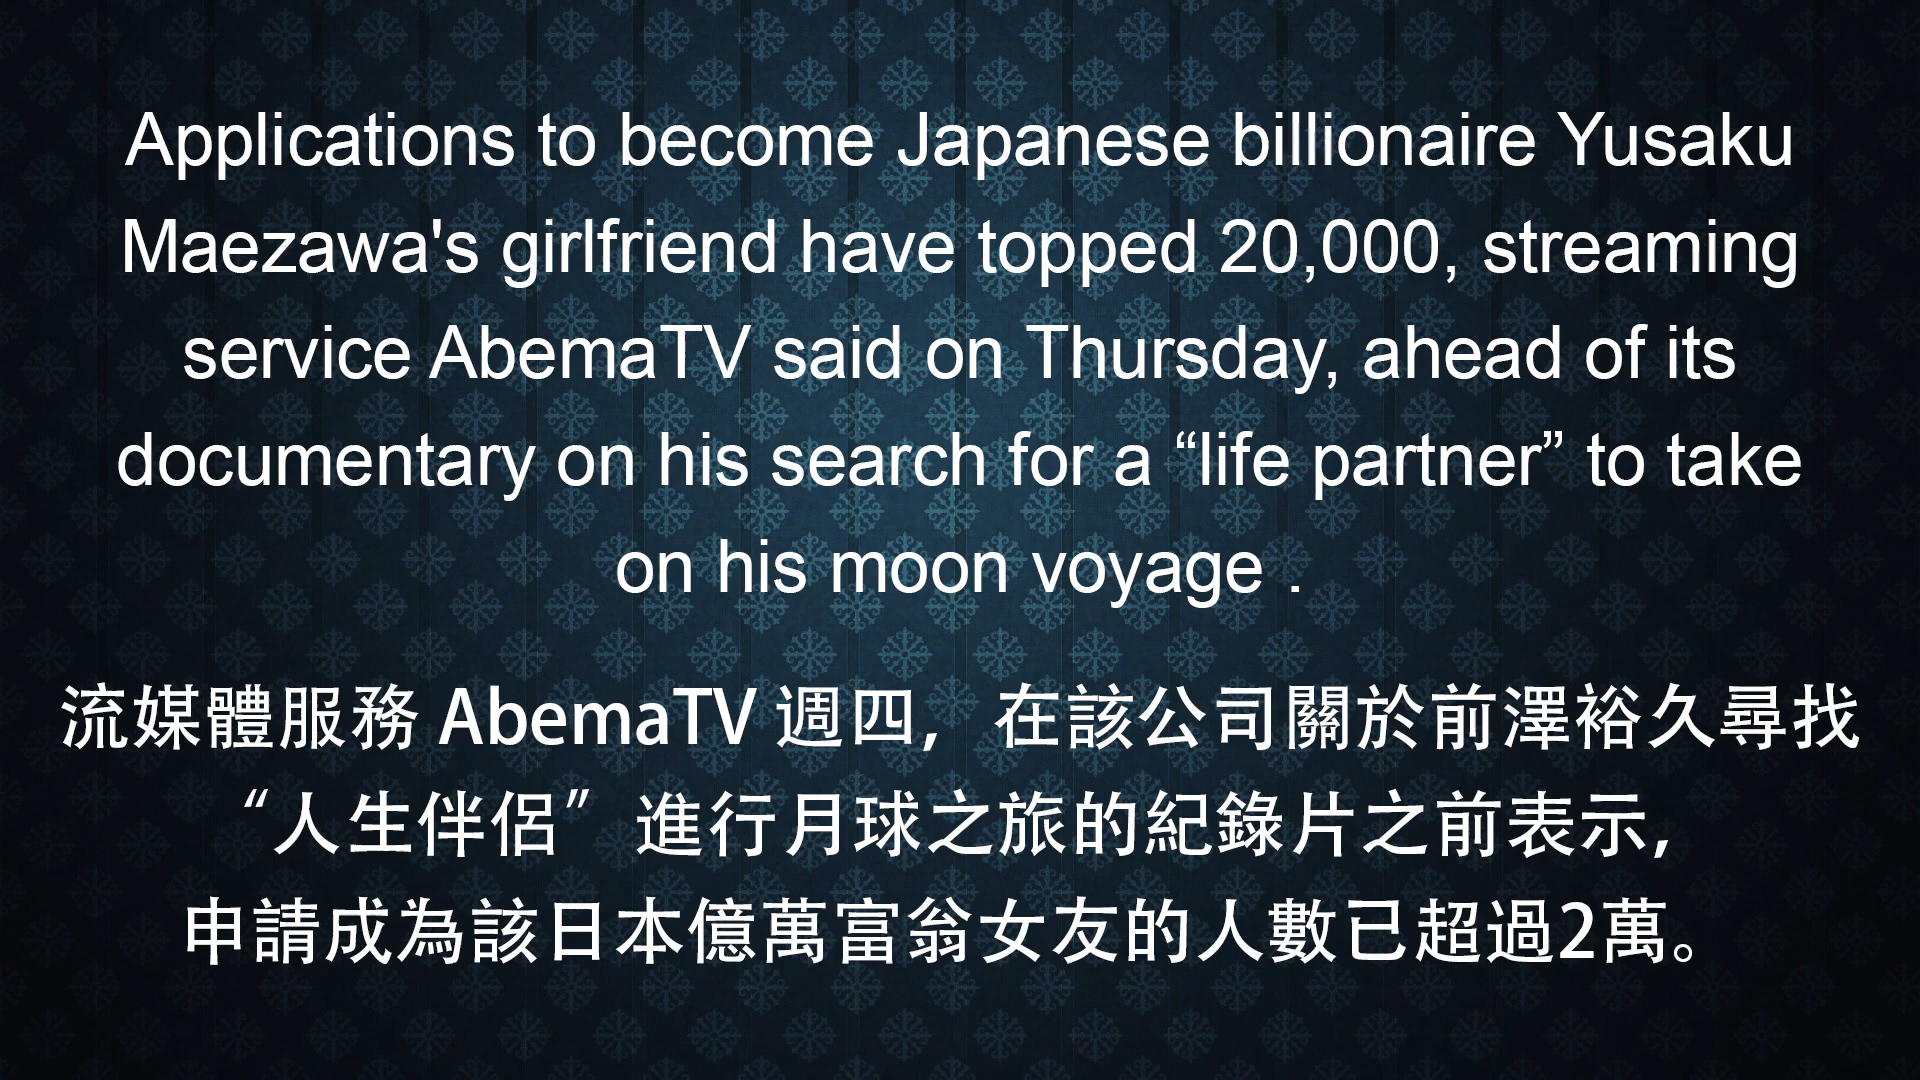 Applications to become Japanese billionaire Yusaku
Maezawa's girlfriend have topped 20,000, streaming
service AbemaTV said on Thursday, ahead of its
documentary on his search for a “life partner” to take
on his moon voyage .
流媒體服務 AbemaTV 週四，在該公司關於前澤裕久尋找
“人生伴侶” 進行月球之旅的紀錄片之前表示，
申請成為該日本億萬富翁女友的人數已超過2萬。